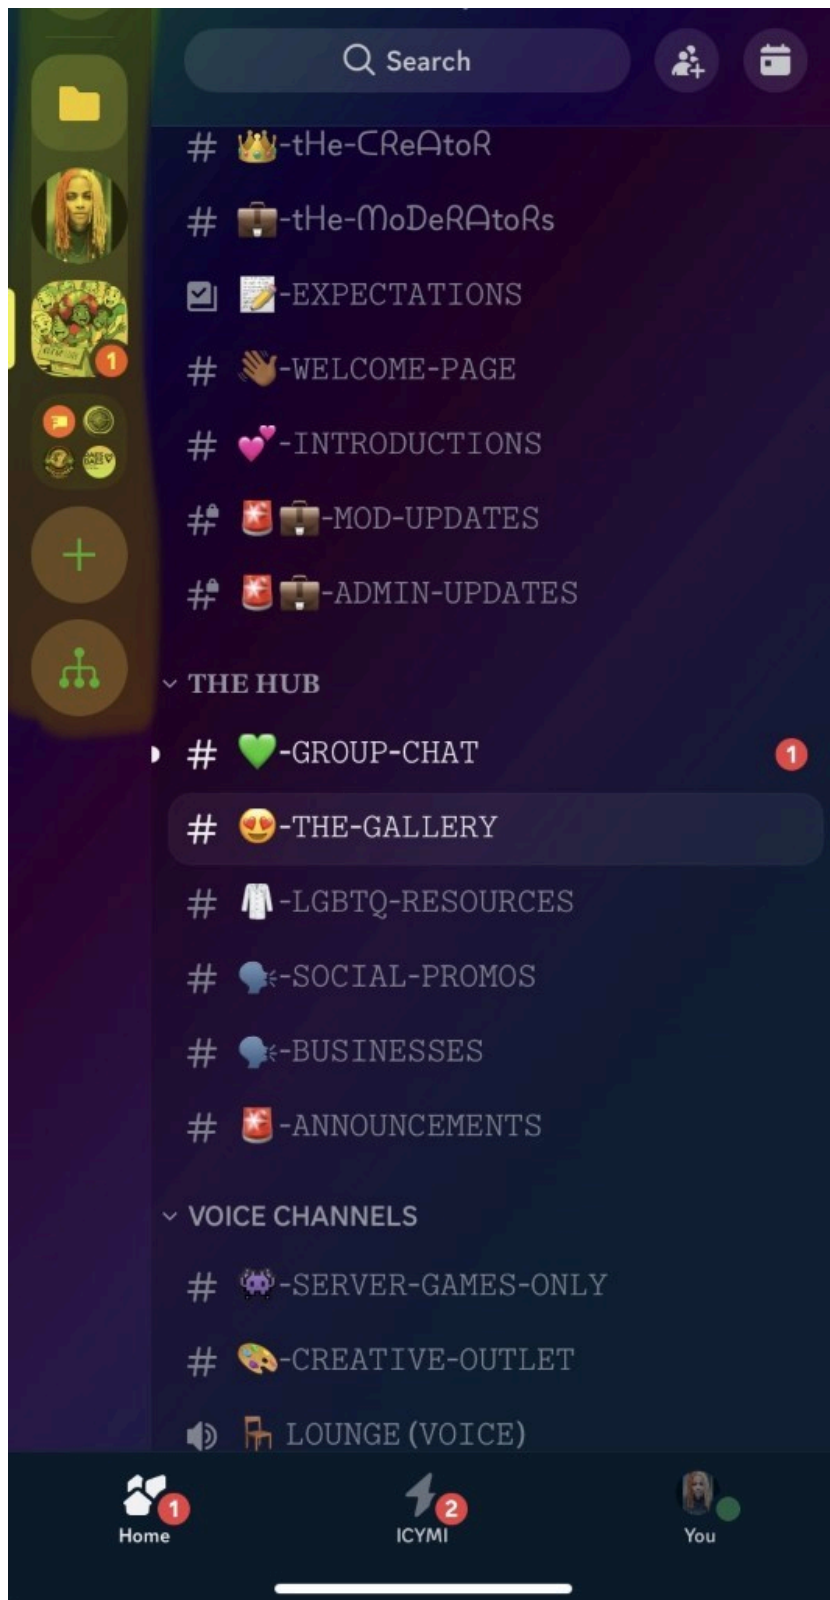 Search
-tHe-CReAtoR
-tHe-MoDeRAtoRs
-EXPECTATIONS
-WELCOME-PAGE
1
-INTRODUCTIONS
-MOD-UPDATES
-ADMIN-UPDATES
THE HUB
-GROUP-CHAT 1
-THE-GALLERY
-LGBTQ-RESOURCES
-SOCIAL-PROMOS
-BUSINESSES
-ANNOUNCEMENTS
VOICE CHANNELS
-SERVER-GAMES-ONLY
-CREATIVE-OUTLET
LOUNGE (VOICE)
1 2
Home ICYMI You